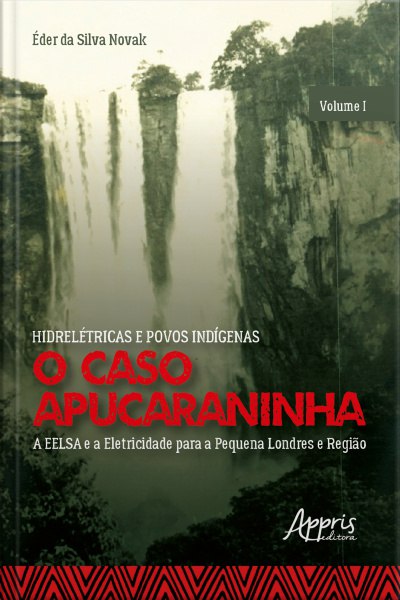 Éder da Silva Novak
Volume I
HIDRELÉTRICAS E POVOS INDÍGENAS
O CASO
APUCARANINHA
A EELSA e a Eletricidade para a Pequena Londres e Região
Appris
editora